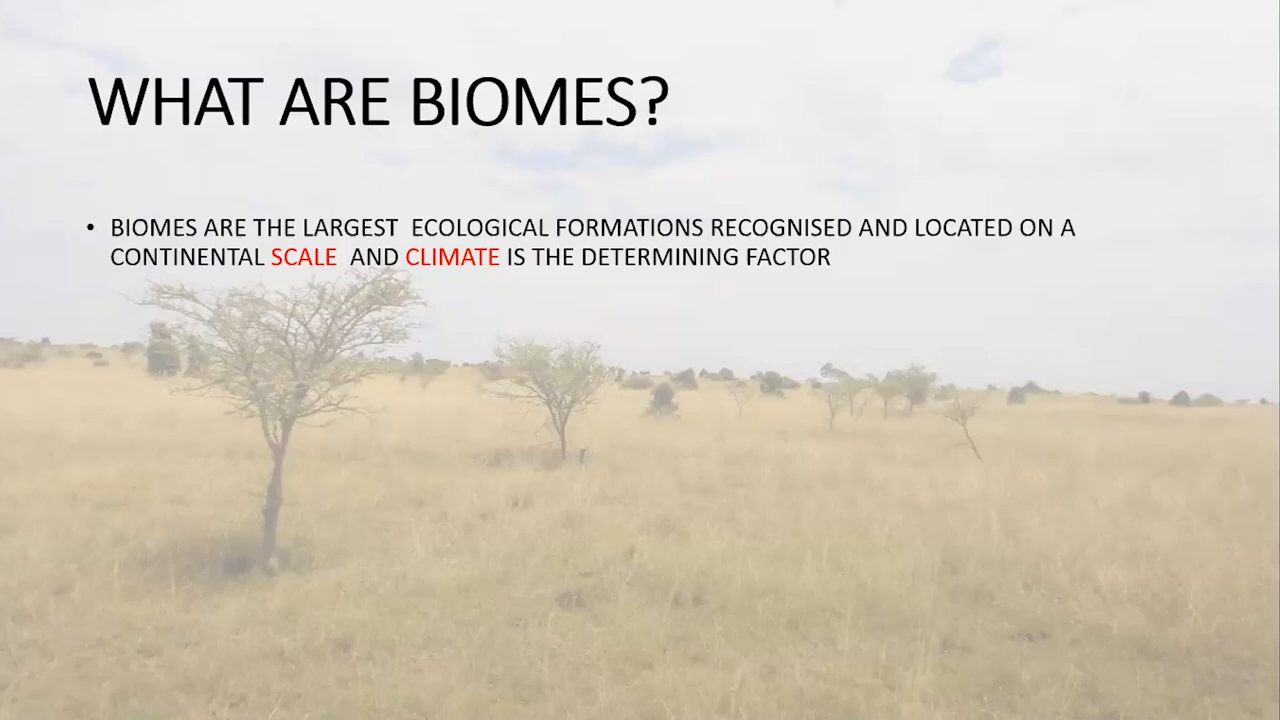 WHAT ARE BIOMES?
• BIOMES ARE THE LARGEST  ECOLOGICAL FORMATIONS RECOGNISED AND LOCATED ON A
CONTINENTAL SCALE  AND CLIMATE IS THE DETERMINING FACTOR